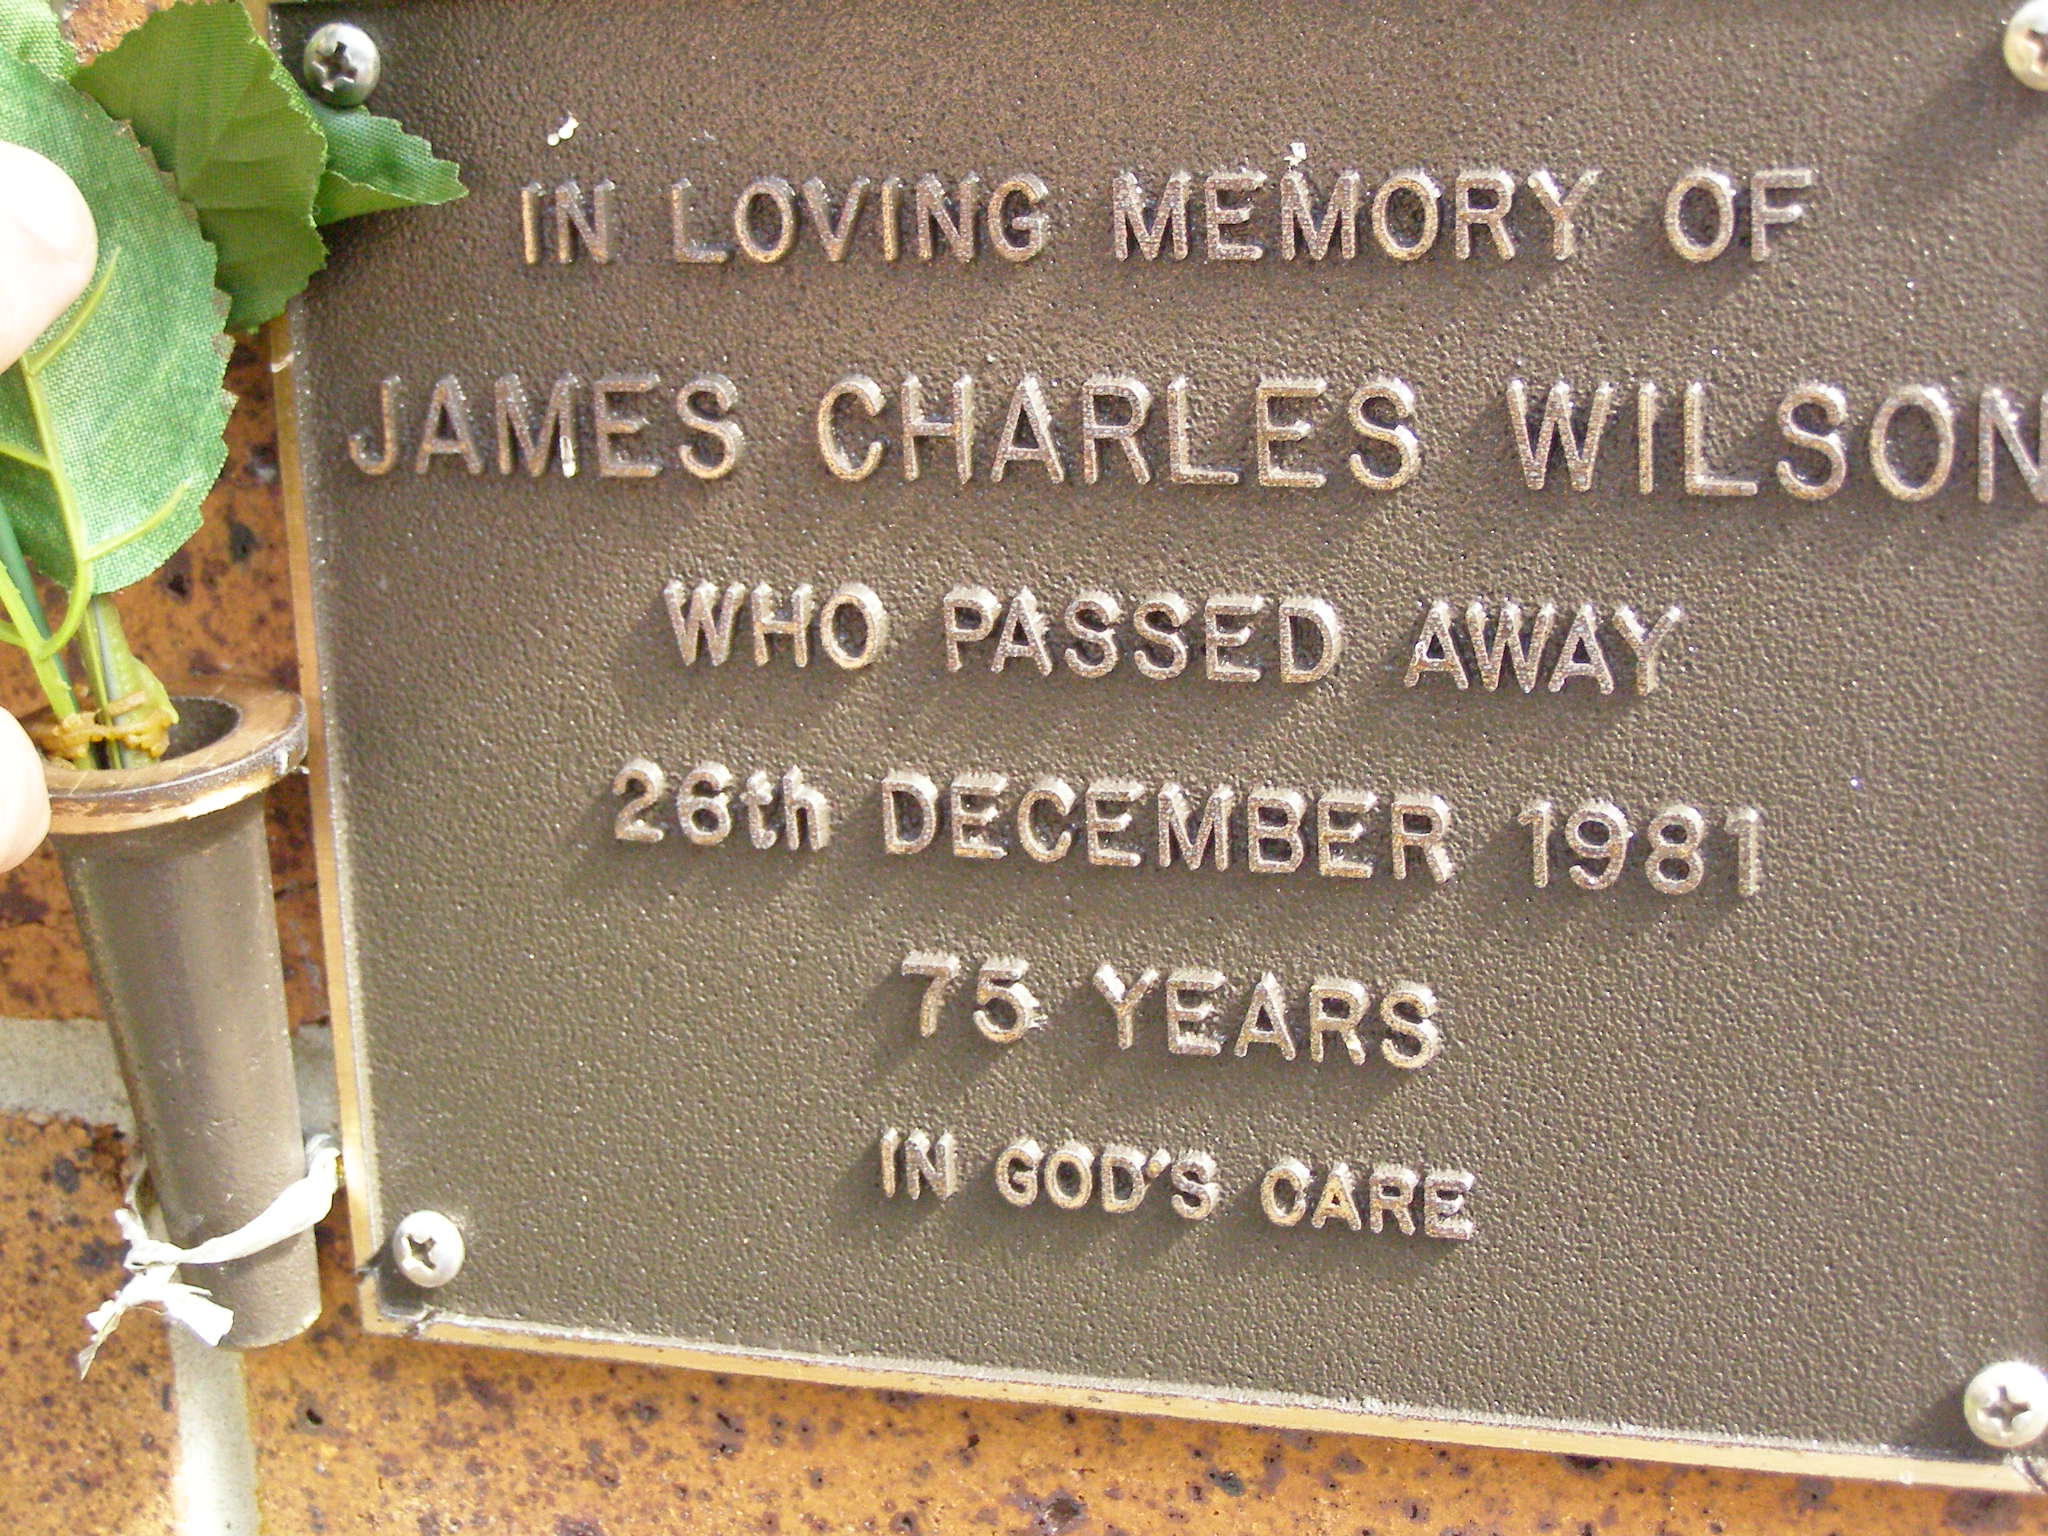 IN LOVING MEMORY OF
JAMES CHARLES WILSON
WHO PASSED AWAY
26th DECEMBER 1981
75 YEARS
IN GOD'S CARE